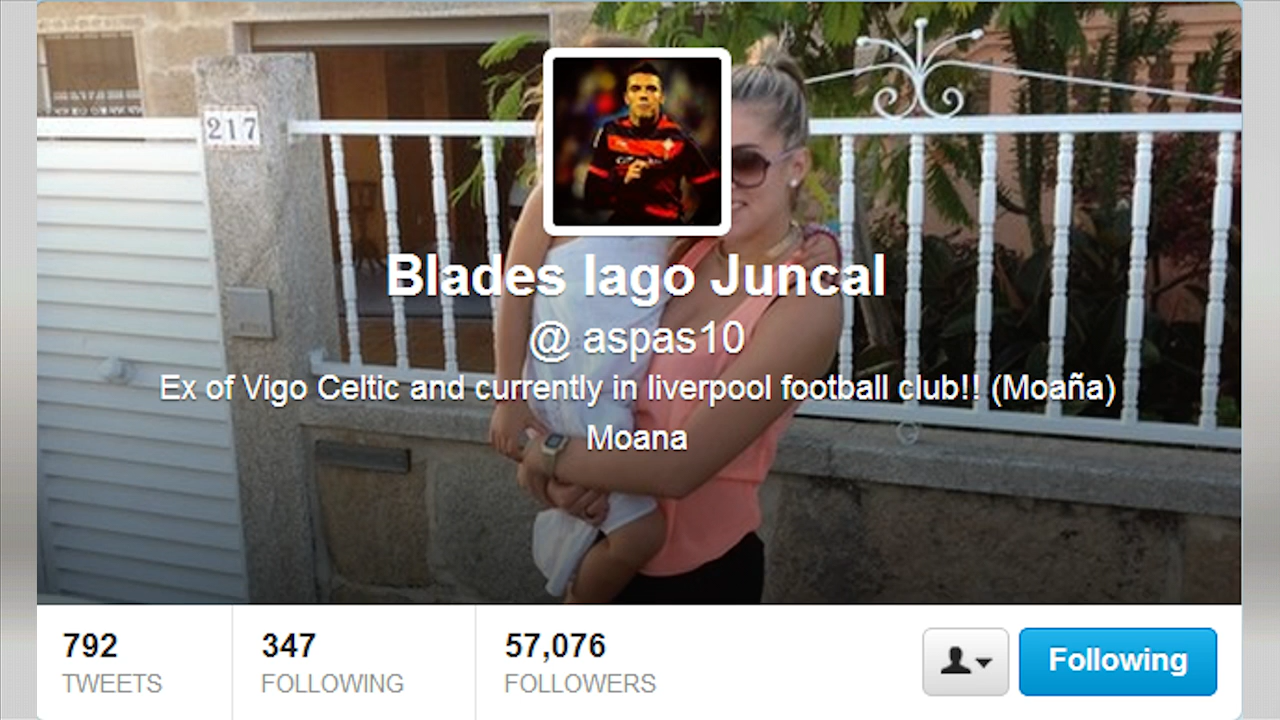 217
Blades Iago Juncal
@ aspas10
Ex of Vigo Celtic and currently in liverpool football club!! (Moaña)
Moana
792
TWEETS
347
FOLLOWING
57,076
FOLLOWERS
Following